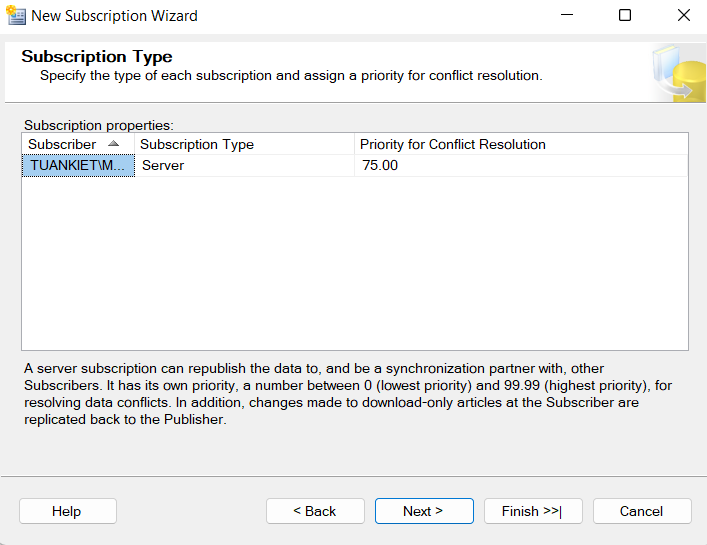 New Subscription Wizard
Subscription Type
Specify the type of each subscription and assign a priority for conflict resolution.
Subscription properties:
Subscriber Subscription Type Priority for Conflict Resolution
TUANKIET\M... Server 75.00
A server subscription can republish the data to, and be a synchronization partner with, other
Subscribers. It has its own priority, a number between 0 (lowest priority) and 99.99 (highest priority), for
resolving data conflicts. In addition, changes made to download-only articles at the Subscriber are
replicated back to the Publisher.
Help < Back Next > Finish >>| Cancel